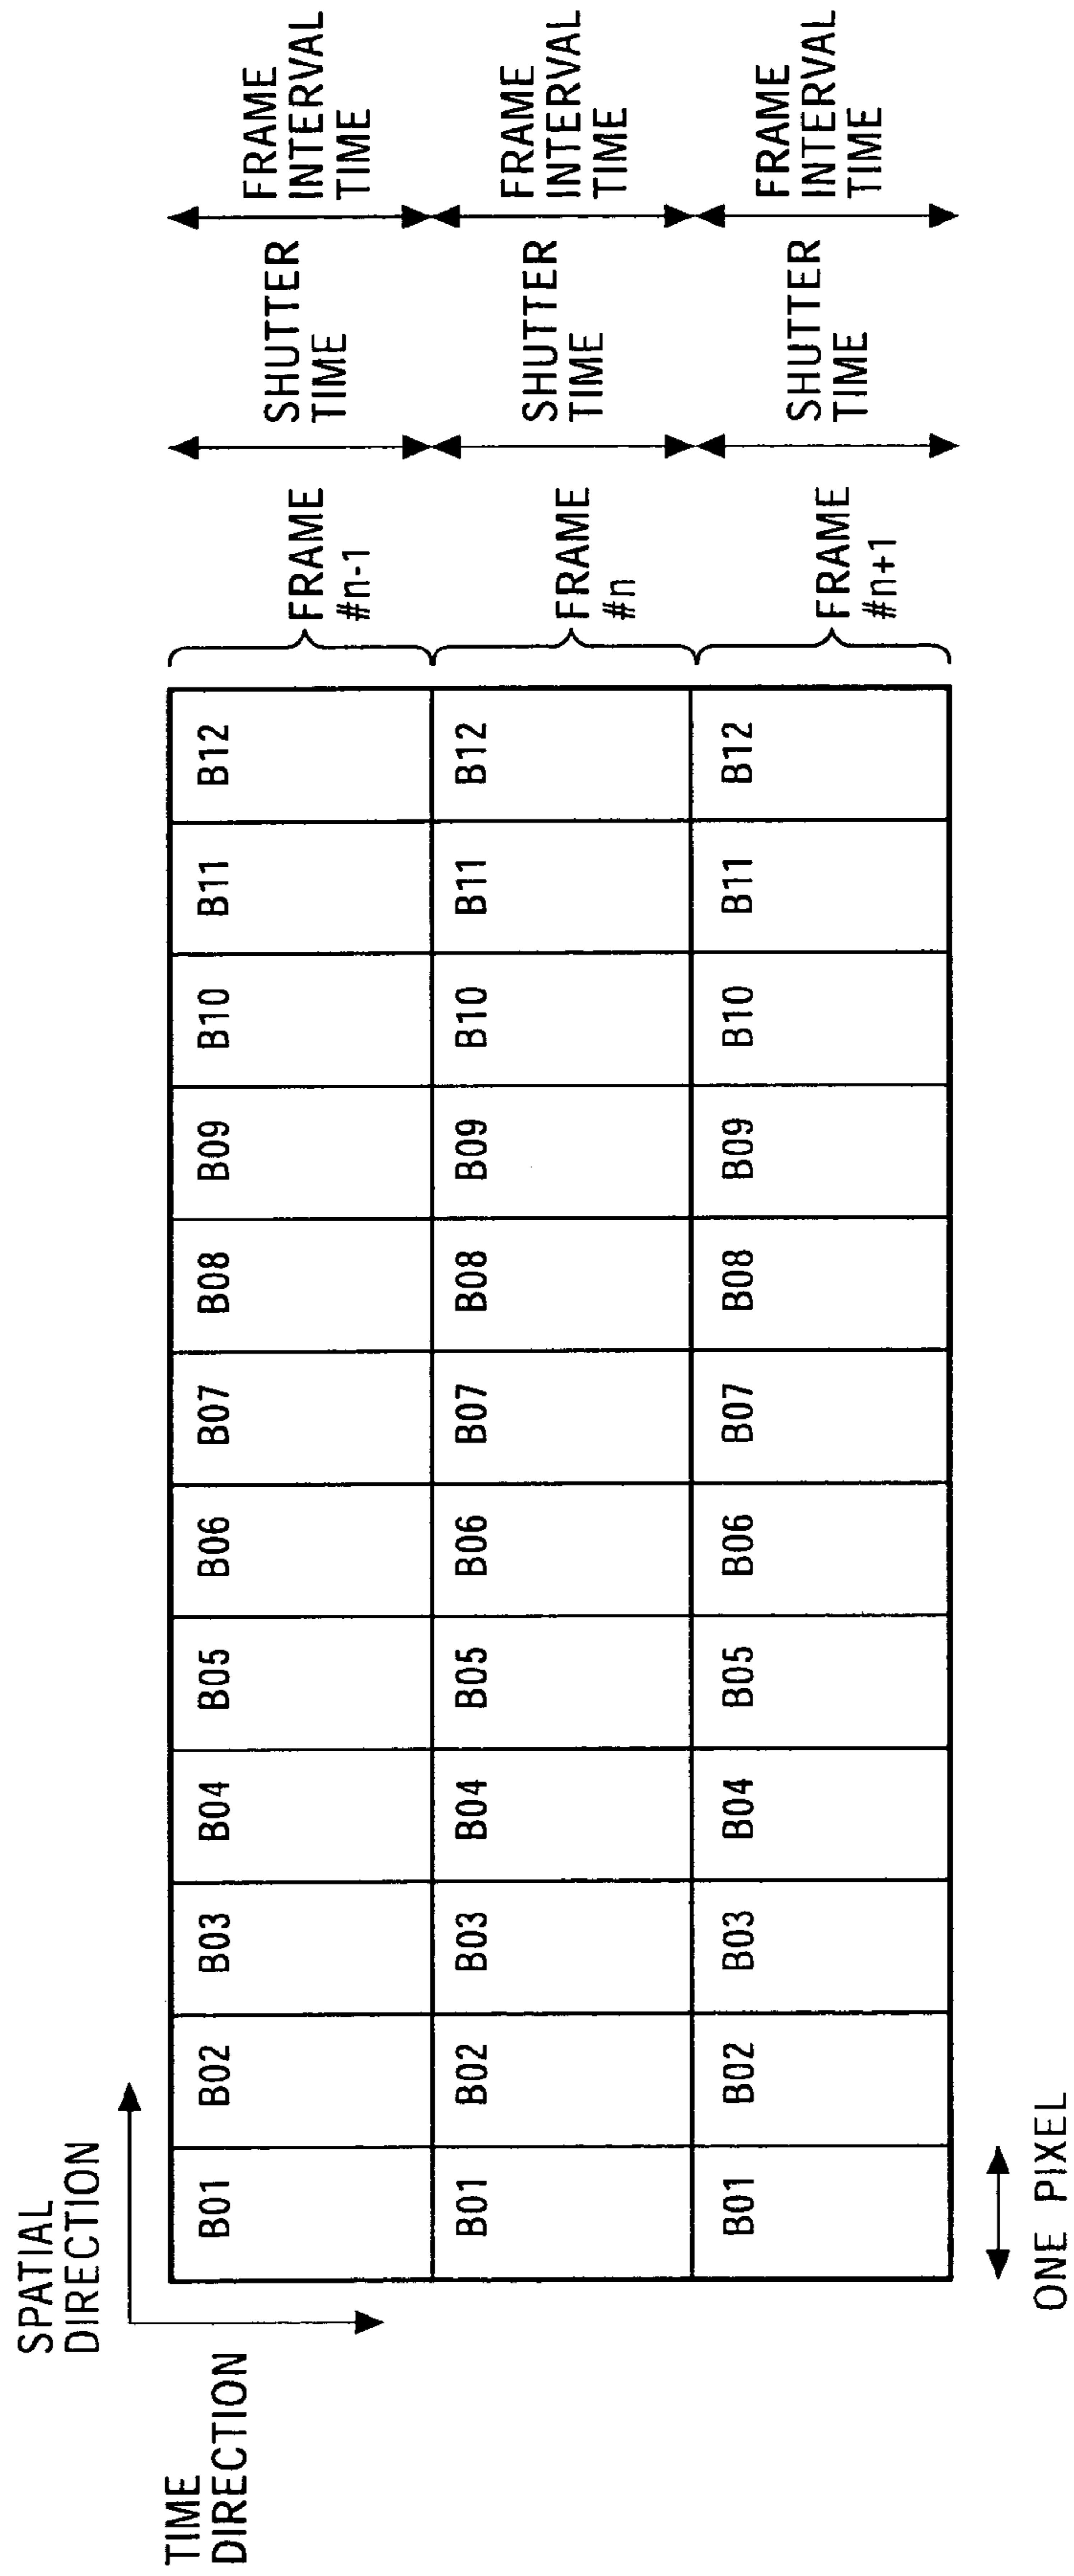 SPATIAL
DIRECTION
TIME
DIRECTION
B01 B02 B03 B04 B05 B06 B07 B08 B09 B10 B11 B12
FRAME
#n-1
SHUTTER
TIME
FRAME
INTERVAL
TIME
B01 B02 B03 B04 B05 B06 B07 B08 B09 B10 B11 B12
FRAME
#n
SHUTTER
TIME
FRAME
INTERVAL
TIME
B01 B02 B03 B04 B05 B06 B07 B08 B09 B10 B11 B12
FRAME
#n+1
SHUTTER
TIME
FRAME
INTERVAL
TIME
ONE PIXEL